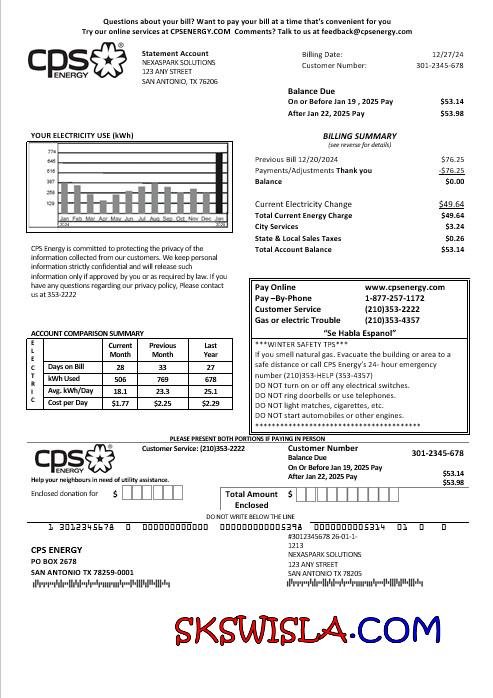 Questions about your bill? Want to pay your bill at a time that's convenient for you
Try our online services at CPSENERGY.COM Comments? Talk to us at feedback@cpsenergy.com
cps ENERGY
Statement Account
NEXASPARK SOLUTIONS
123 ANY STREET
SAN ANTONIO, TX 76206
Billing Date: 12/27/24
Customer Number: 301-2345-678
Balance Due
On or Before Jan 19 , 2025 Pay $53.14
After Jan 22, 2025 Pay $53.98
YOUR ELECTRICITY USE (kWh)
774
645
516
387
258
129
Jan Feb Mar Apr May Jun Jul Aug Sep Oct Nov Dec Jan
2024 2025
BILLING SUMMARY
(see reverse for details)
Previous Bill 12/20/2024 $76.25
Payments/Adjustments Thank you -$76.25
Balance $0.00
Current Electricity Change $49.64
Total Current Energy Charge $49.64
City Services $3.24
State & Local Sales Taxes $0.26
Total Account Balance $53.14
CPS Energy is committed to protecting the privacy of the
information collected from our customers. We keep personal
information strictly confidential and will release such
information only if approved by you or as required by law. If you
have any questions regarding our privacy policy, Please contact
us at 353-2222
Pay Online www.cpsenergy.com
Pay –By-Phone 1-877-257-1172
Customer Service (210)353-2222
Gas or electric Trouble (210)353-4357
"Se Habla Espanol"
***WINTER SAFETY TPS***
If you smell natural gas. Evacuate the building or area to a
safe distance or call CPS Energy's 24- hour emergency
number (210)353-HELP (353-4357)
DO NOT turn on or off any electrical switches.
DO NOT ring doorbells or use telephones.
DO NOT light matches, cigarettes, etc.
DO NOT start automobiles or other engines.
****************************************
ACCOUNT COMPARISON SUMMARY
ELECTRIC
Current Month Previous Month Last Year
Days on Bill 28 33 27
kWh Used 506 769 678
Avg. kWh/Day 18.1 23.3 25.1
Cost per Day $1.77 $2.25 $2.29
PLEASE PRESENT BOTH PORTIONS IF PAYING IN PERSON
cps ENERGY
Customer Service: (210)353-2222
Customer Number 301-2345-678
Balance Due
On Or Before Jan 19, 2025 Pay $53.14
After Jan 22, 2025 Pay $53.98
Help your neighbours in need of utility assistance.
Enclosed donation for $
Total Amount Enclosed $
DO NOT WRITE BELOW THE LINE
CPS ENERGY
PO BOX 2678
SAN ANTONIO TX 78259-0001
#3012345678 26-01-1-
1213
NEXASPARK SOLUTIONS
123 ANY STREET
SAN ANTONIO TX 78205
SKSWISLA.COM